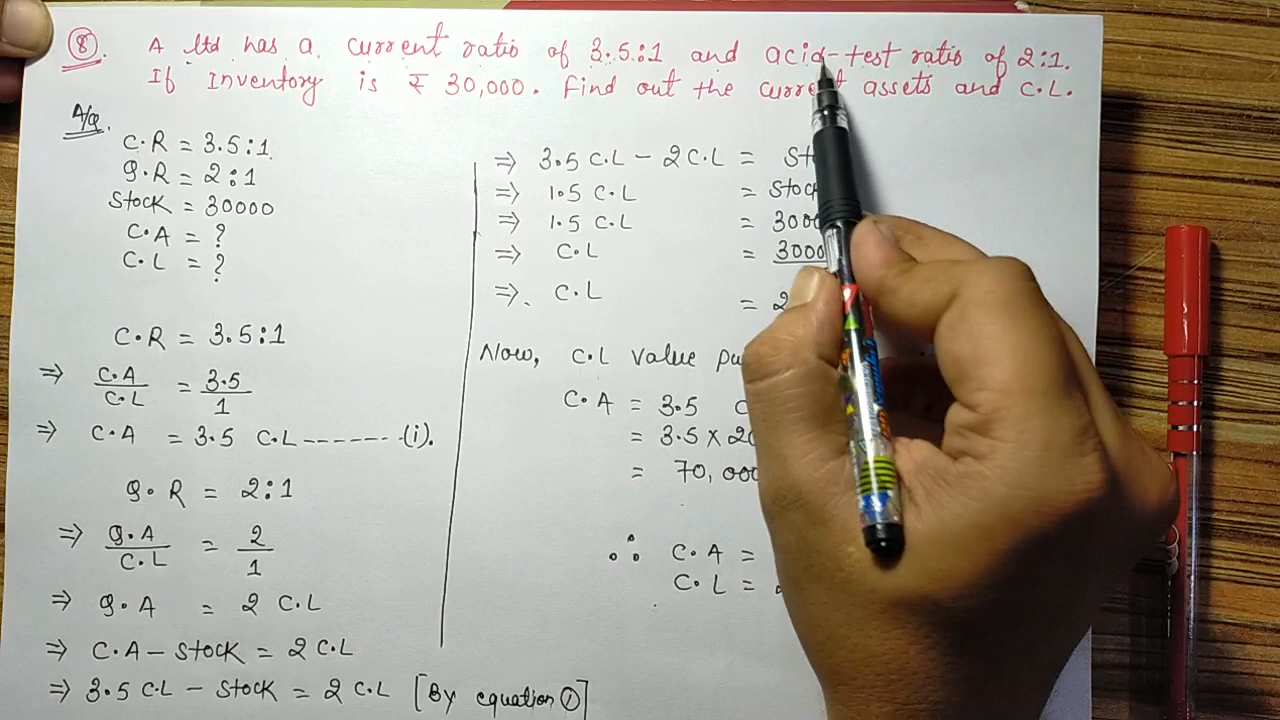 ⑧. A ltd has a current ratio of 3.5:1 and acid-test ratio of 2:1.
If Inventory is ₹ 30,000. Find out the current assets and C.L.
A/q.
C.R = 3.5:1
Q.R = 2:1
Stock = 30000
C.A = ?
C.L = ?
C.R = 3.5:1
⇒ C.A/C.L = 3.5/1
⇒ C.A = 3.5 C.L ------- (i).
Q.R = 2:1
⇒ Q.A/C.L = 2/1
⇒ Q.A = 2 C.L
⇒ C.A - Stock = 2 C.L
⇒ 3.5 C.L - Stock = 2 C.L [By equation ①]
⇒ 3.5 C.L - 2 C.L =
⇒ 1.5 C.L =
⇒ 1.5 C.L =
⇒ C.L =
⇒. C.L =
Now, C.L value
C.A = 3.5
= 3.5 ×
= 70,000
∴ C.A =
C.L =